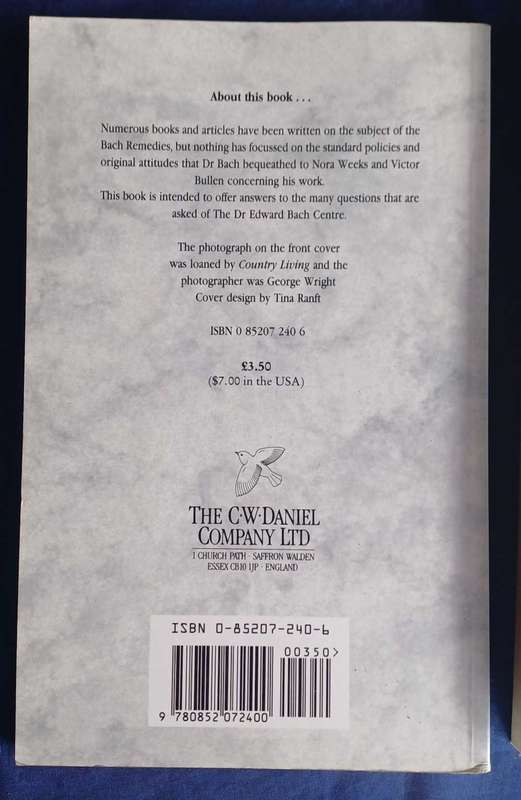 About this book . . .
Numerous books and articles have been written on the subject of the
Bach Remedies, but nothing has focussed on the standard policies and
original attitudes that Dr Bach bequeathed to Nora Weeks and Victor
Bullen concerning his work.
This book is intended to offer answers to the many questions that are
asked of The Dr Edward Bach Centre.
The photograph on the front cover
was loaned by Country Living and the
photographer was George Wright
Cover design by Tina Ranft
ISBN 0 85207 240 6
£3.50
($7.00 in the USA)
THE C·W·DANIEL
COMPANY LTD
1 CHURCH PATH · SAFFRON WALDEN
ESSEX CB10 1JP · ENGLAND
ISBN 0-85207-240-6
00350>
9 780852 072400